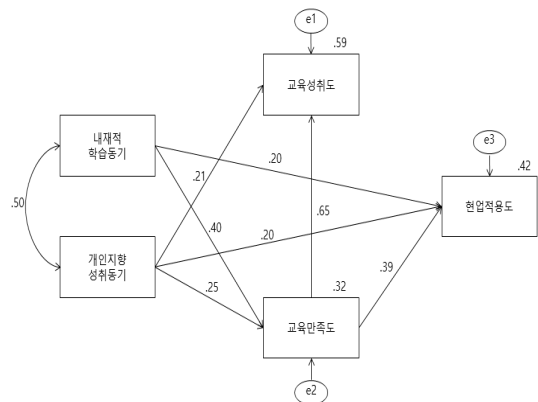 e1
.59
교육성취도
내재적
학습동기
e3
.42
.20
.21
현업적용도
.50
.65
.40
.20
개인지향
성취동기
.39
.25
.32
교육만족도
e2